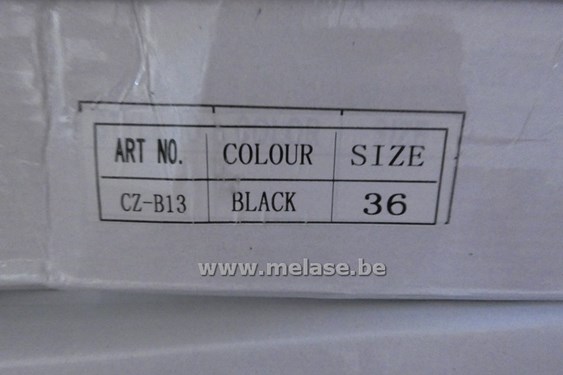 ART NO. COLOUR SIZE
CZ-B13 BLACK 36
www.melase.be